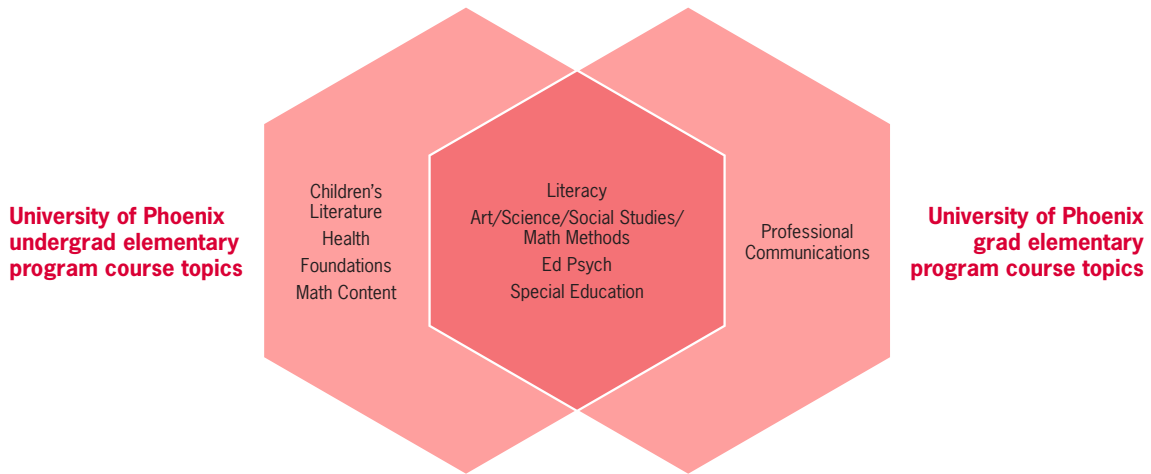 University of Phoenix
undergrad elementary
program course topics
Children’s
Literature
Health
Foundations
Math Content
Literacy
Art/Science/Social Studies/
Math Methods
Ed Psych
Special Education
Professional
Communications
University of Phoenix
grad elementary
program course topics